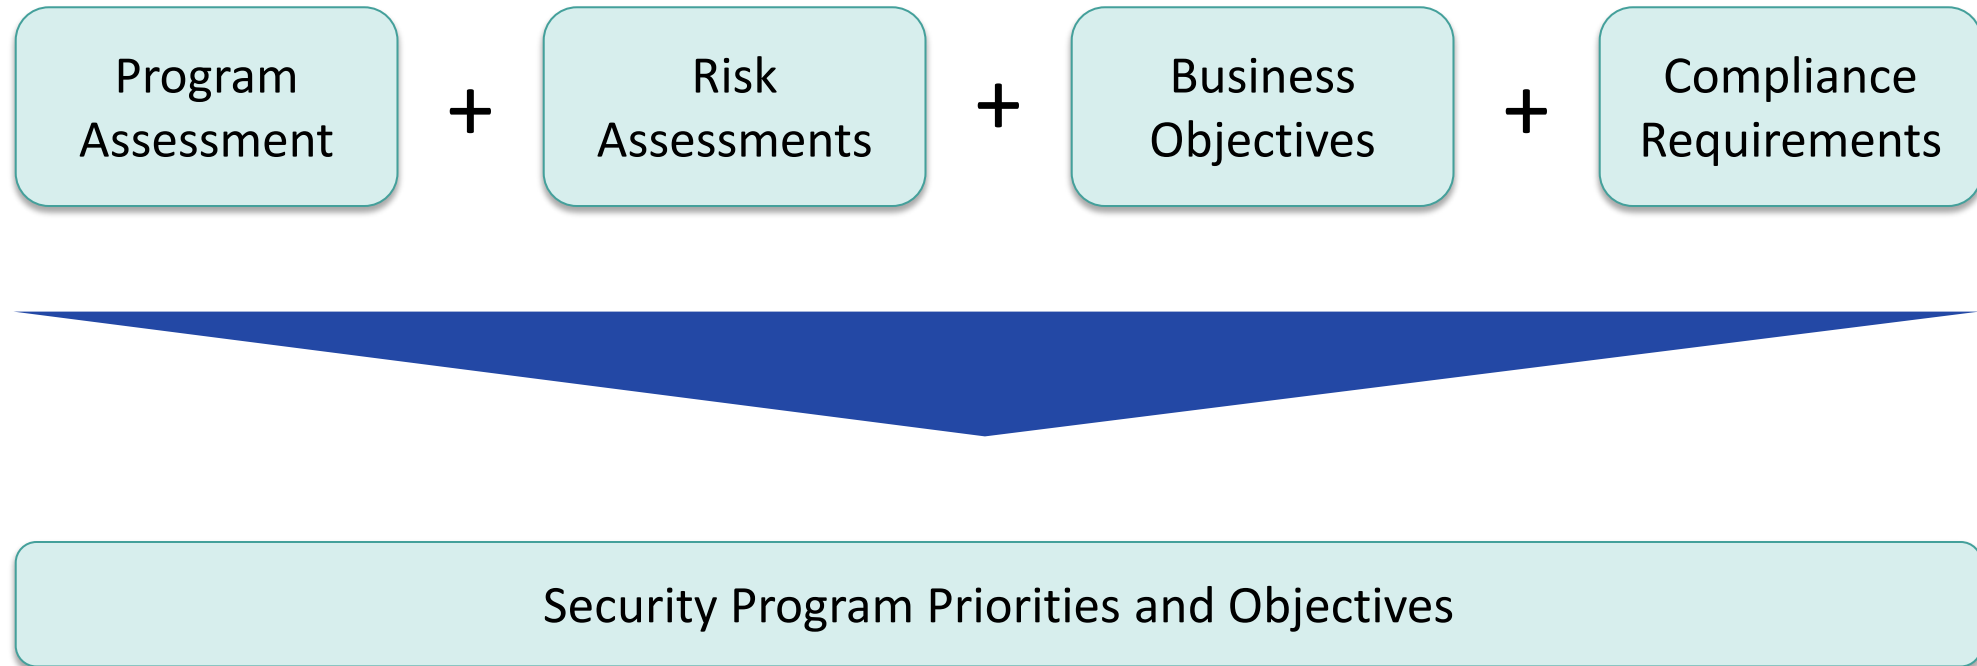 Program
Assessment
+
Risk
Assessments
+
Business
Objectives
+
Compliance
Requirements
Security Program Priorities and Objectives